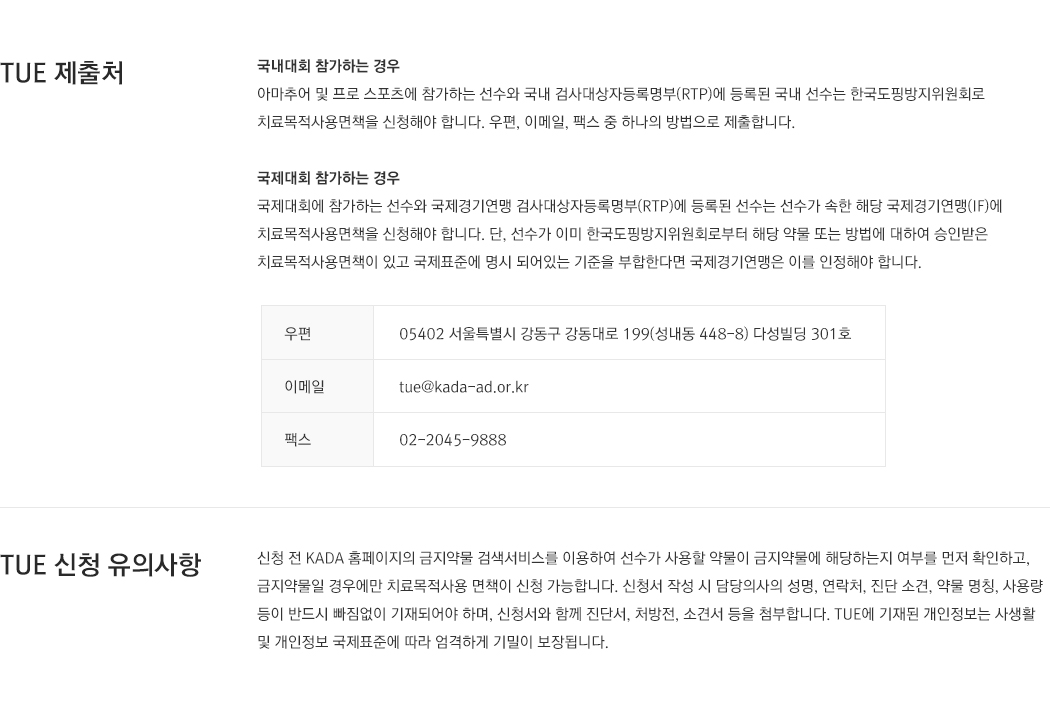 TUE 제출처
국내대회 참가하는 경우
아마추어 및 프로 스포츠에 참가하는 선수와 국내 검사대상자등록명부(RTP)에 등록된 국내 선수는 한국도핑방지위원회로
치료목적사용면책을 신청해야 합니다. 우편, 이메일, 팩스 중 하나의 방법으로 제출합니다.
국제대회 참가하는 경우
국제대회에 참가하는 선수와 국제경기연맹 검사대상자등록명부(RTP)에 등록된 선수는 선수가 속한 해당 국제경기연맹(IF)에
치료목적사용면책을 신청해야 합니다. 단, 선수가 이미 한국도핑방지위원회로부터 해당 약물 또는 방법에 대하여 승인받은
치료목적사용면책이 있고 국제표준에 명시 되어있는 기준을 부합한다면 국제경기연맹은 이를 인정해야 합니다.
우편 05402 서울특별시 강동구 강동대로 199(성내동 448-8) 다성빌딩 301호
이메일 tue@kada-ad.or.kr
팩스 02-2045-9888
TUE 신청 유의사항
신청 전 KADA 홈페이지의 금지약물 검색서비스를 이용하여 선수가 사용할 약물이 금지약물에 해당하는지 여부를 먼저 확인하고,
금지약물일 경우에만 치료목적사용 면책이 신청 가능합니다. 신청서 작성 시 담당의사의 성명, 연락처, 진단 소견, 약물 명칭, 사용량
등이 반드시 빠짐없이 기재되어야 하며, 신청서와 함께 진단서, 처방전, 소견서 등을 첨부합니다. TUE에 기재된 개인정보는 사생활
및 개인정보 국제표준에 따라 엄격하게 기밀이 보장됩니다.